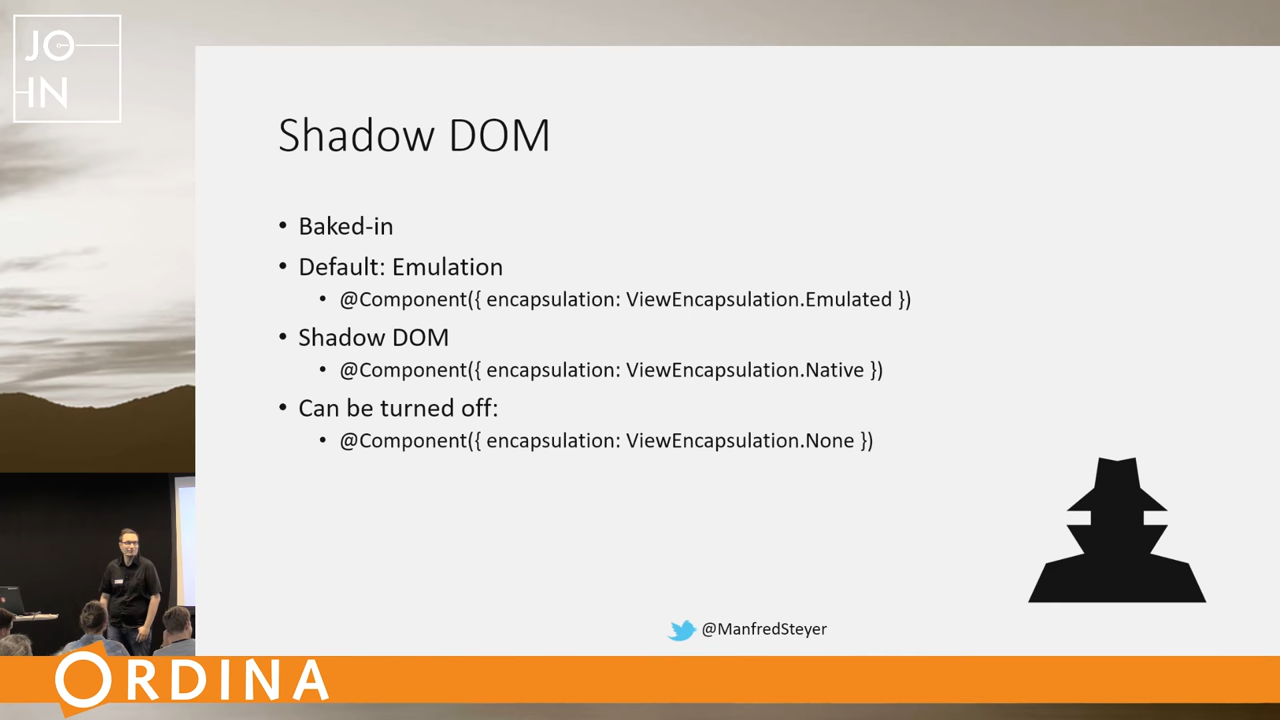 JO
IN
Shadow DOM
• Baked-in
• Default: Emulation
• @Component({ encapsulation: ViewEncapsulation.Emulated })
• Shadow DOM
• @Component({ encapsulation: ViewEncapsulation.Native })
• Can be turned off:
• @Component({ encapsulation: ViewEncapsulation.None })
@ManfredSteyer
ORDINA